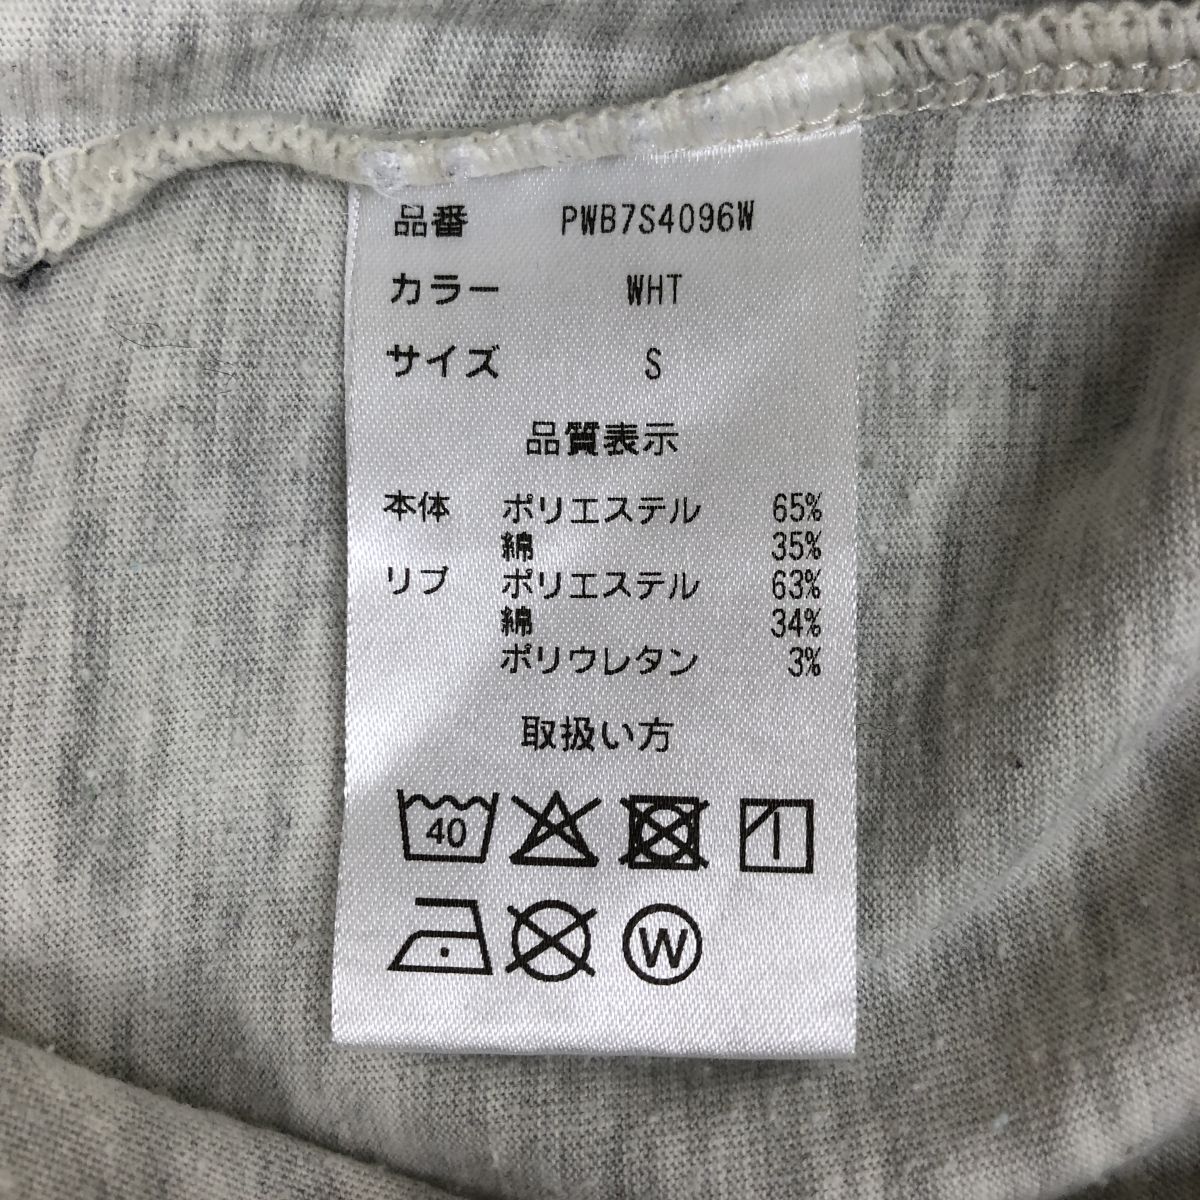 品番 PWB7S4096W
カラー WHT
サイズ S
品質表示
本体 ポリエステル 65%
綿 35%
リブ ポリエステル 63%
綿 34%
ポリウレタン 3%
取扱い方
40
W